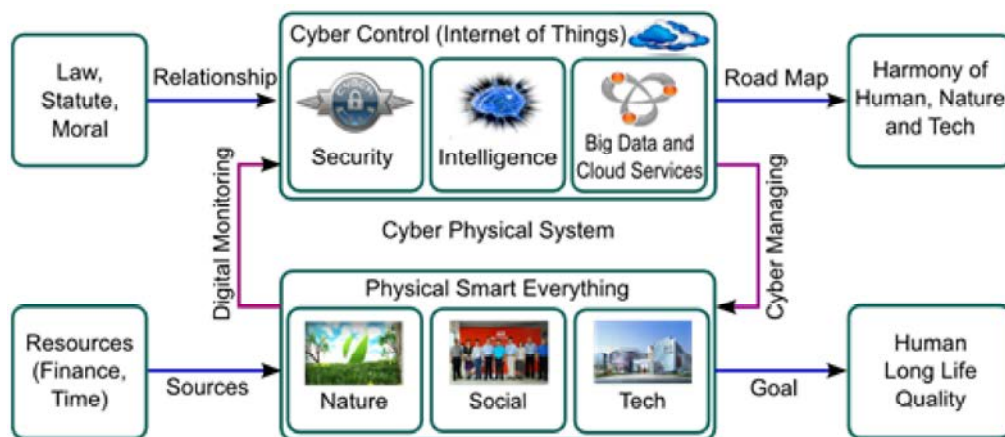 Cyber Control (Internet of Things)
Law,
Statute,
Moral
Relationship
Security
Intelligence
Big Data and
Cloud Services
Road Map
Harmony of
Human, Nature
and Tech
Digital Monitoring
Cyber Physical System
Cyber Managing
Physical Smart Everything
Resources
(Finance,
Time)
Sources
Nature
Social
Tech
Goal
Human
Long Life
Quality